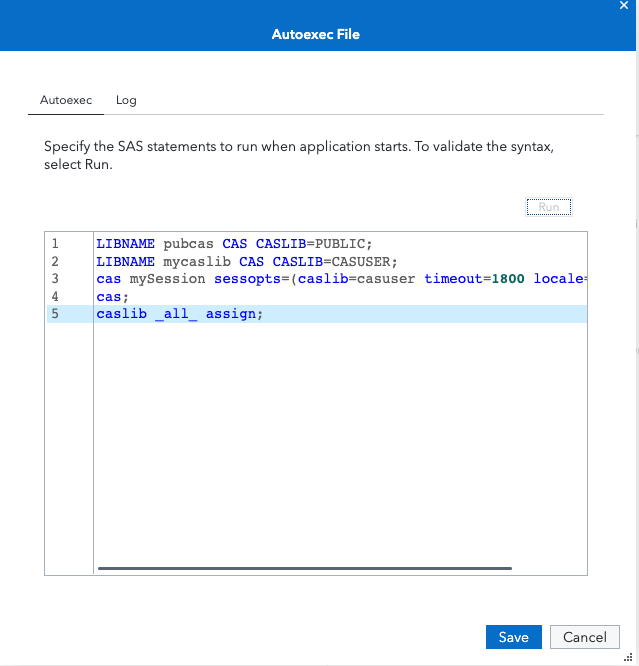 Autoexec File
Autoexec Log
Specify the SAS statements to run when application starts. To validate the syntax,
select Run.
Run
1 LIBNAME pubcas CAS CASLIB=PUBLIC;
2 LIBNAME mycaslib CAS CASLIB=CASUSER;
3 cas mySession sessopts=(caslib=casuser timeout=1800 locale=
4 cas;
5 caslib _all_ assign;
Save Cancel